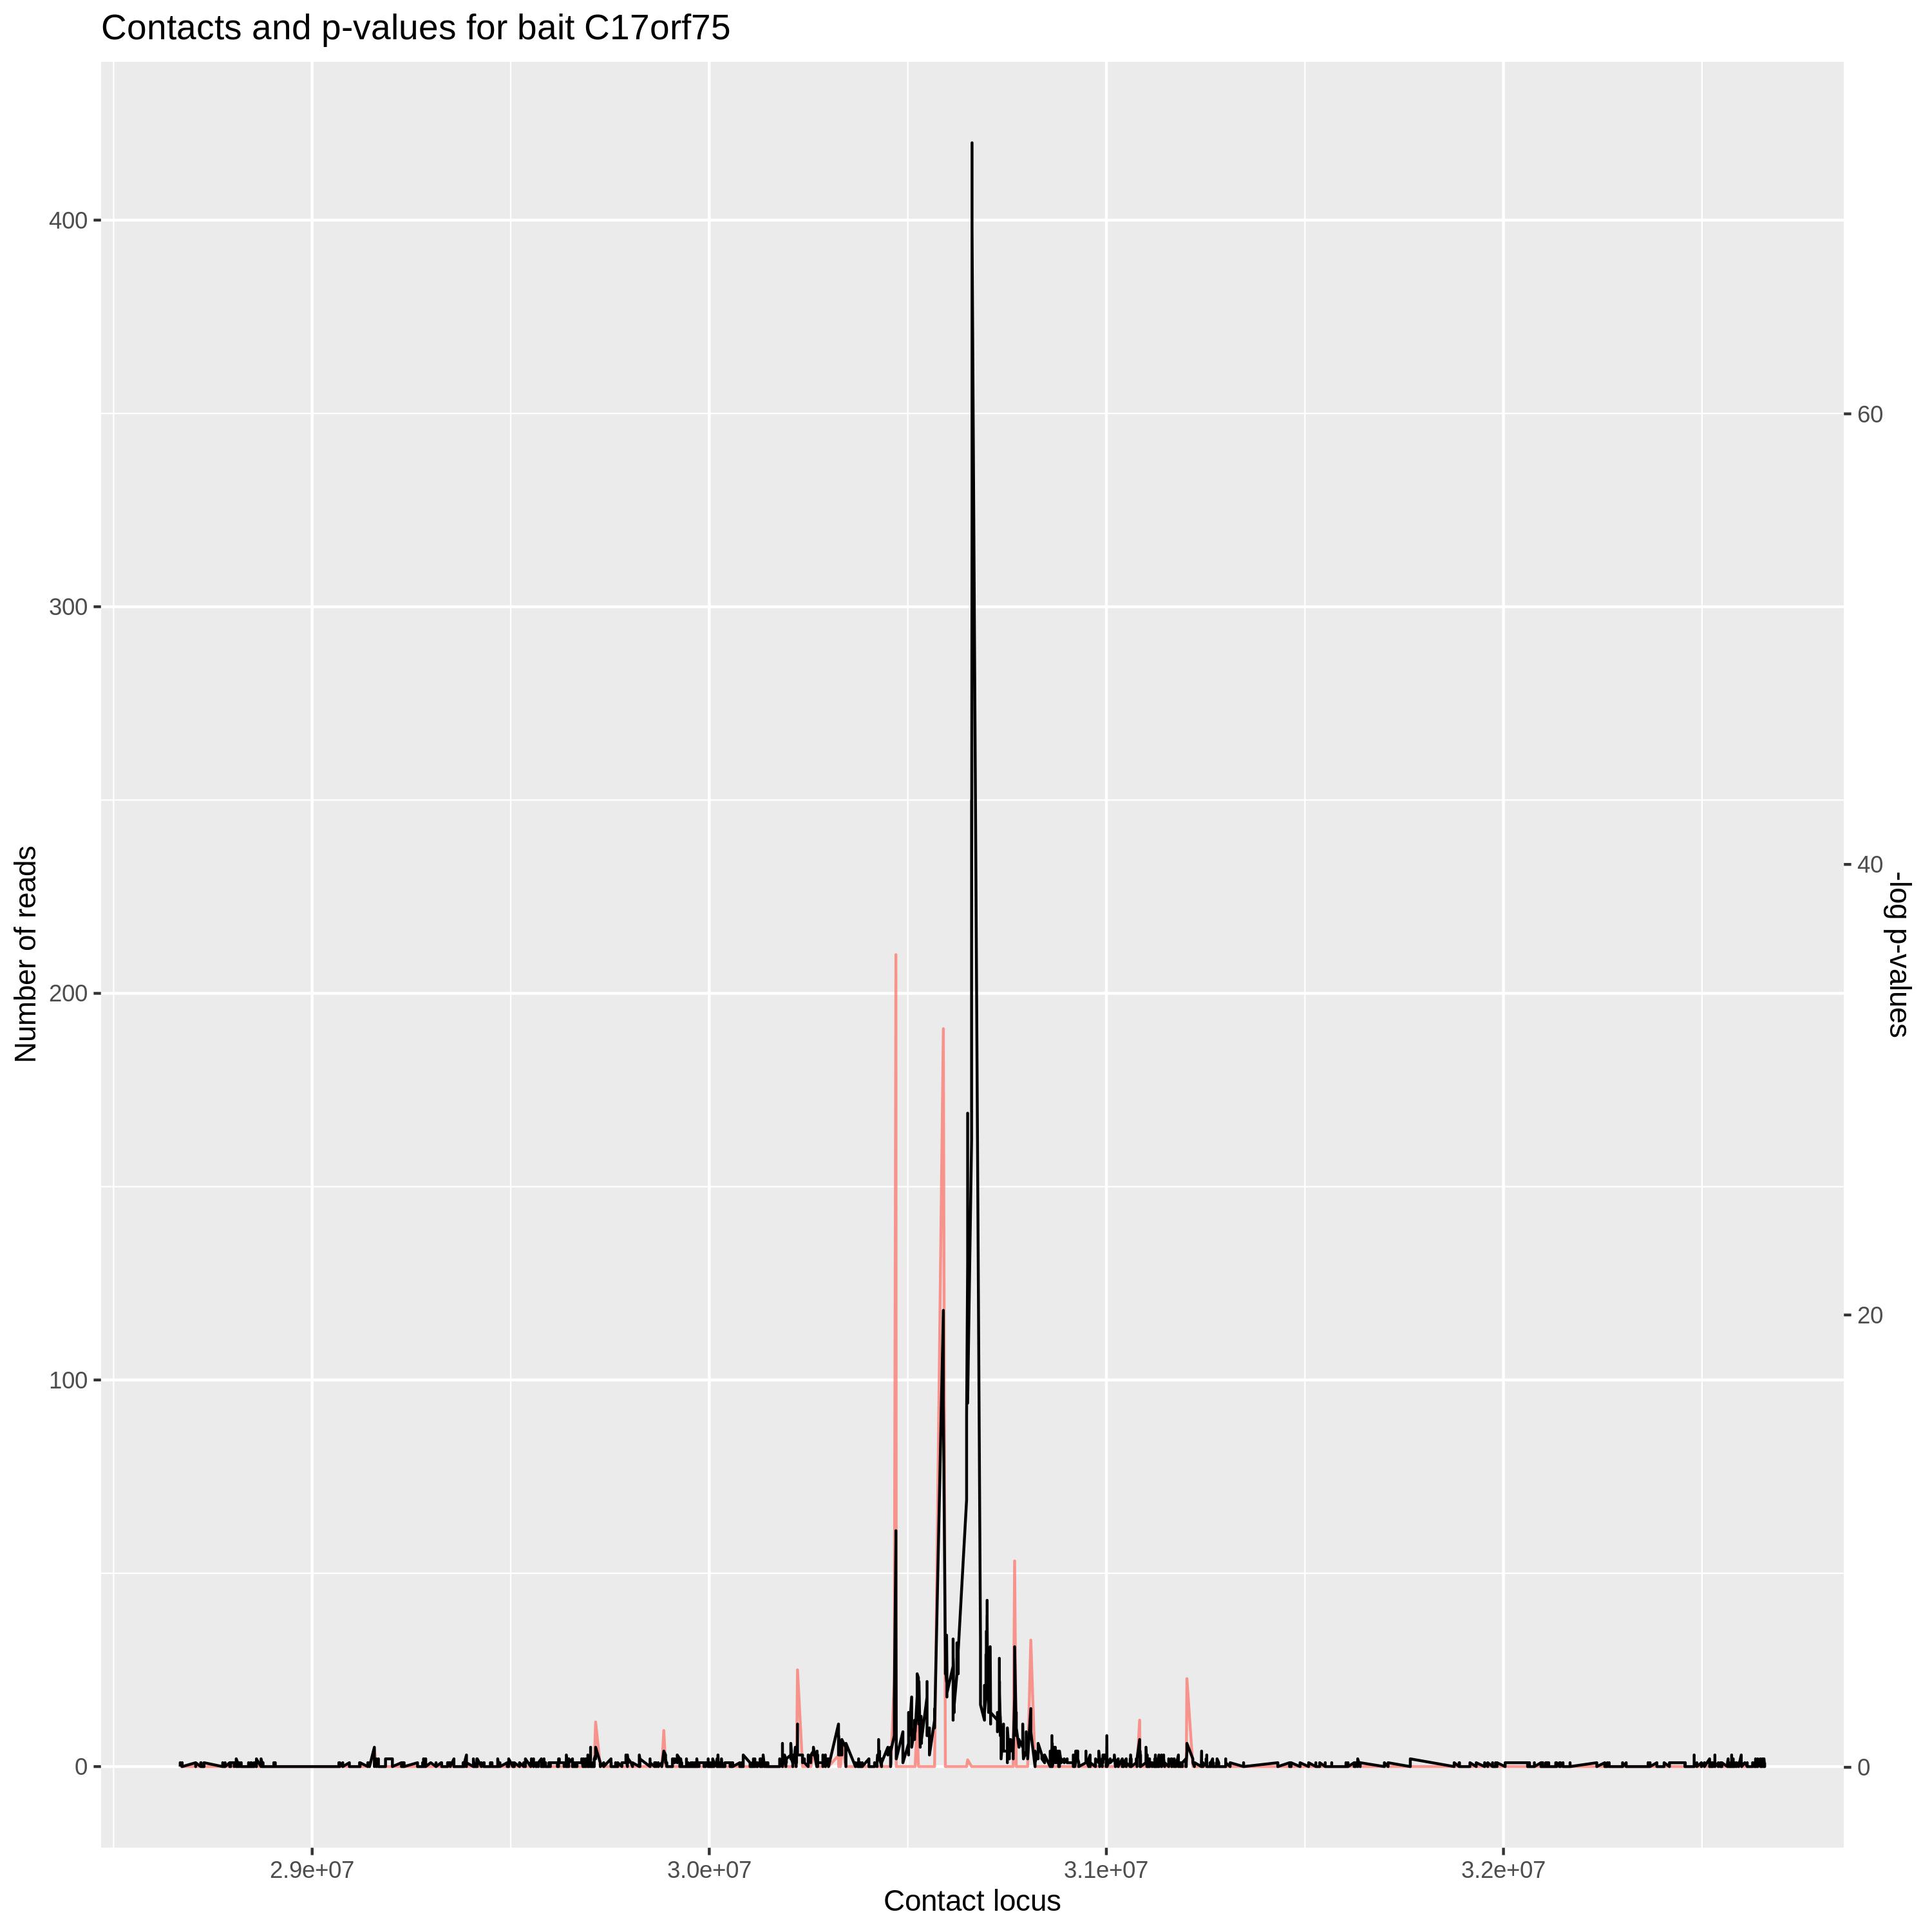 Contacts and p-values for bait C17orf75
400
300
200
100
0
Number of reads
60
40
20
0
-log p-values
2.9e+07
3.0e+07
3.1e+07
3.2e+07
Contact locus